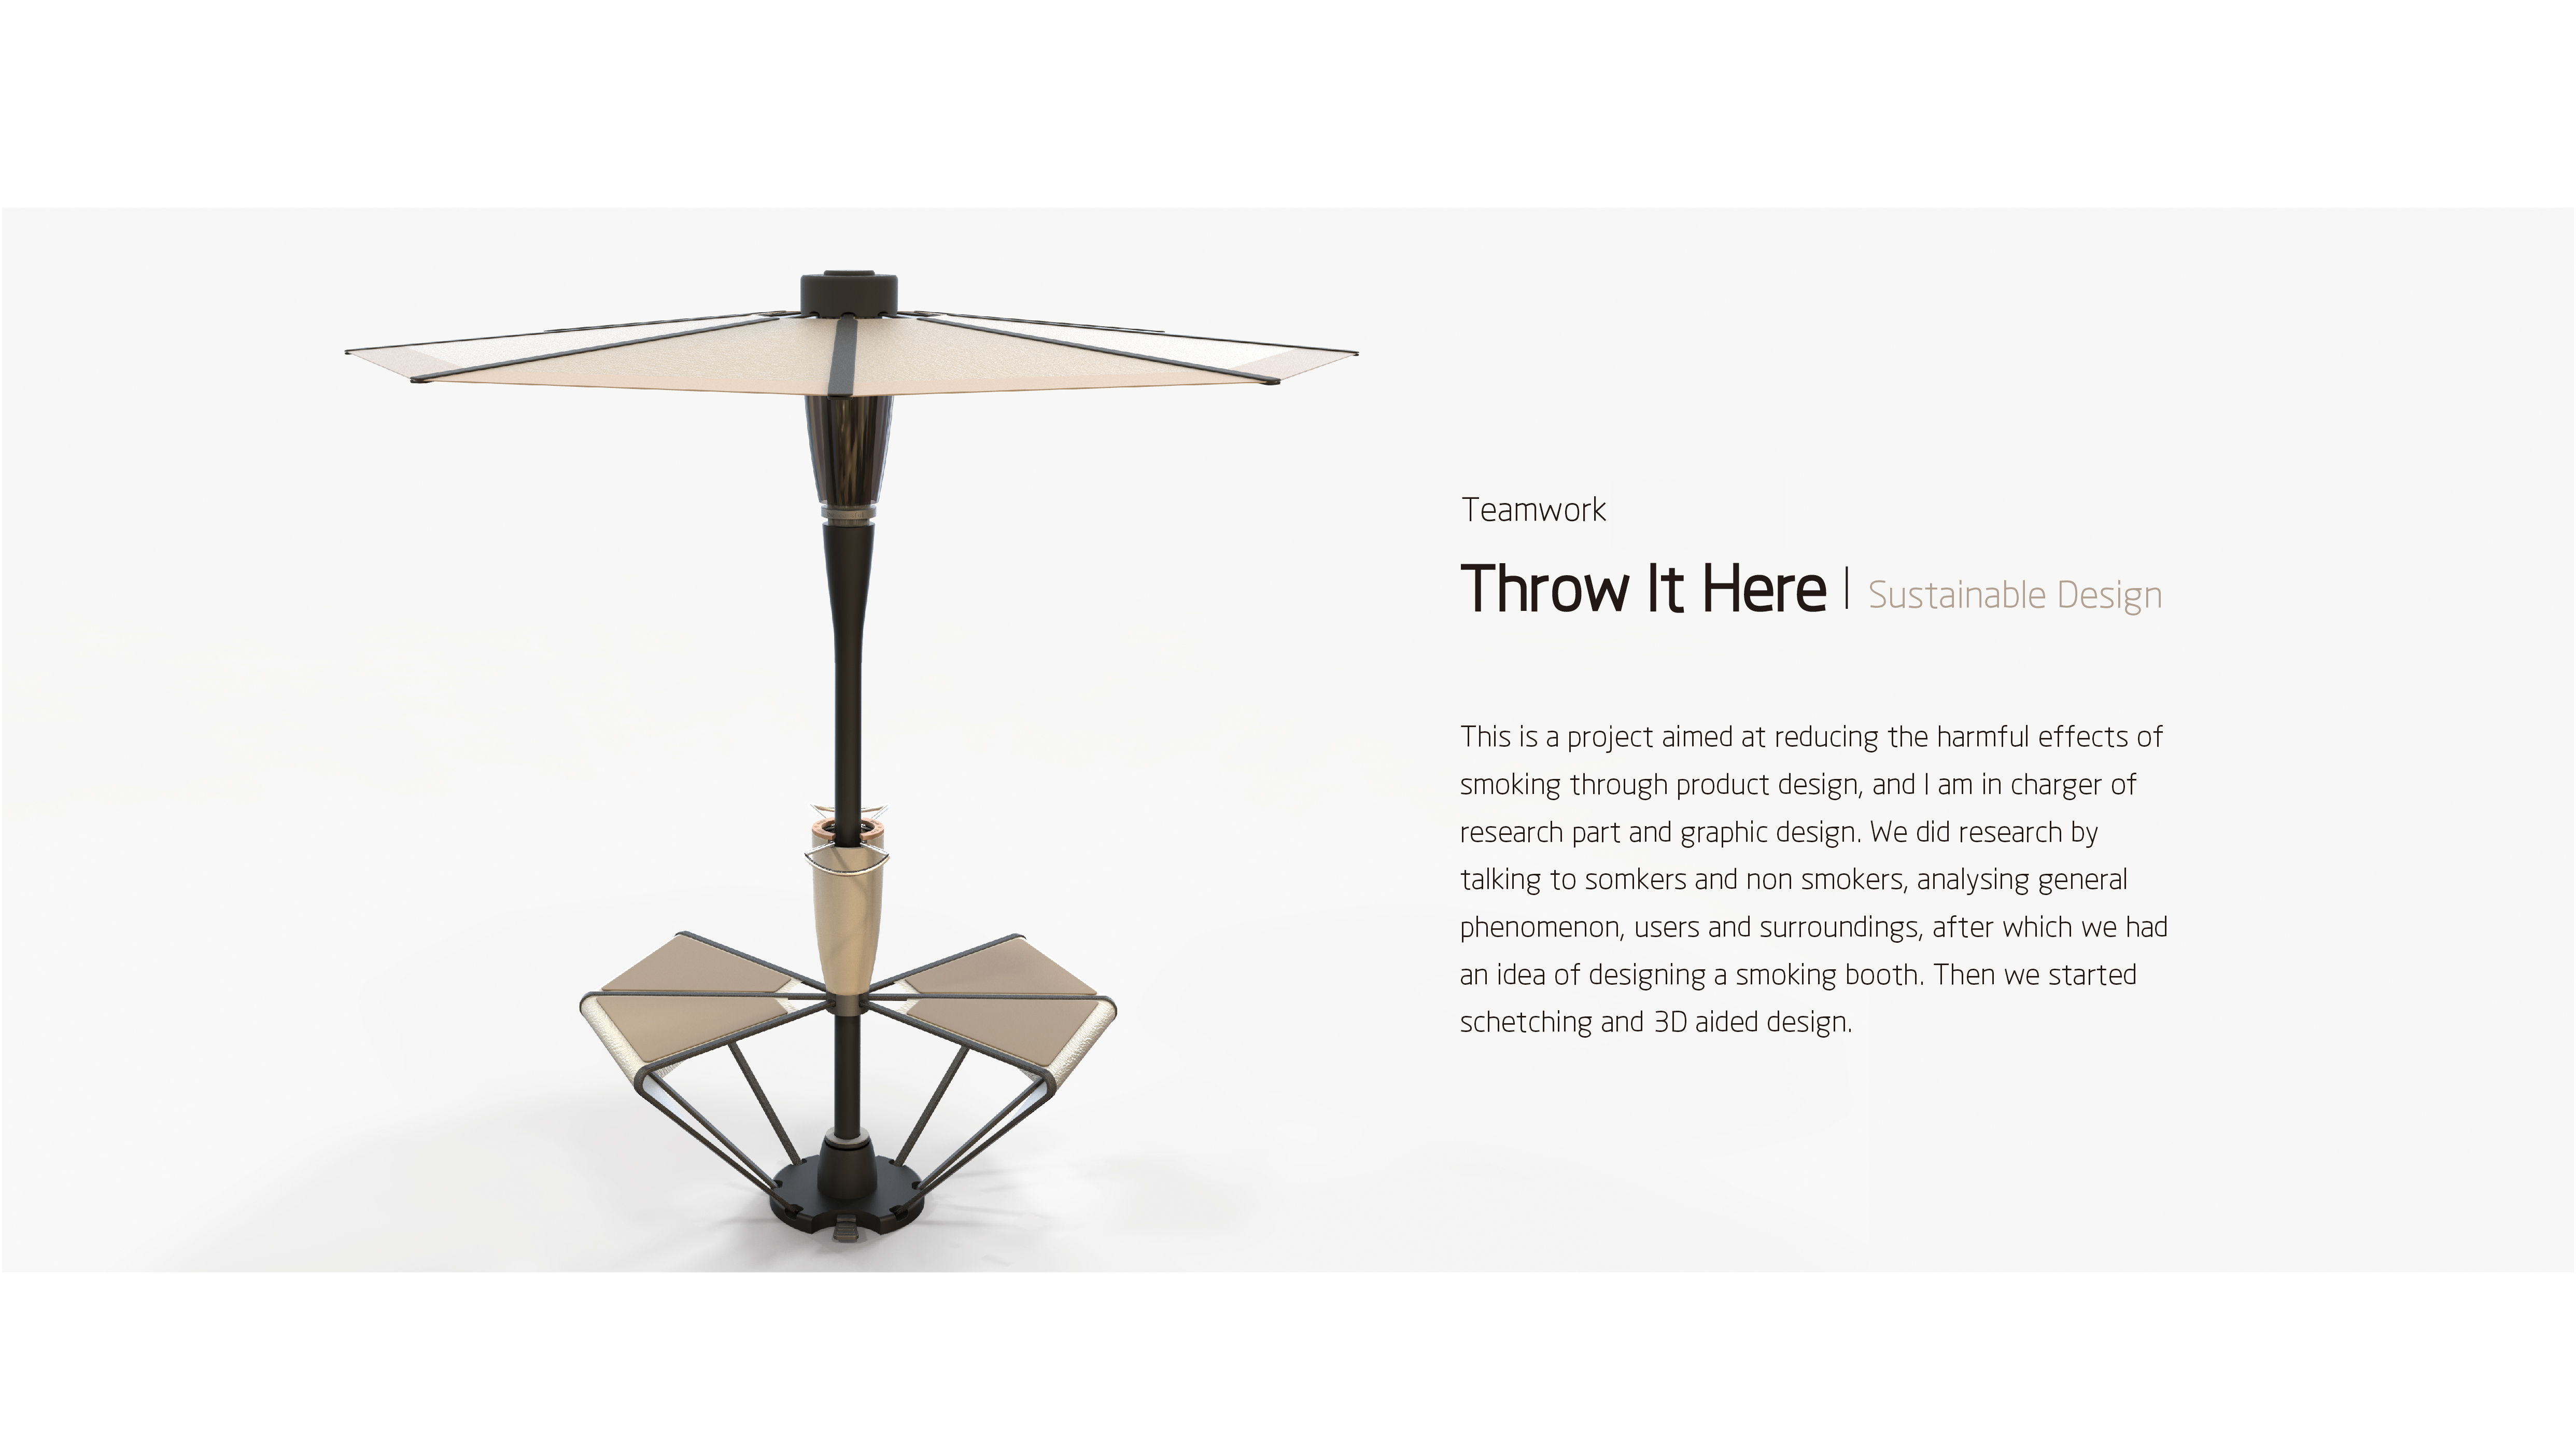 Teamwork
Throw It Here | Sustainable Design
This is a project aimed at reducing the harmful effects of
smoking through product design, and I am in charger of
research part and graphic design. We did research by
talking to somkers and non smokers, analysing general
phenomenon, users and surroundings, after which we had
an idea of designing a smoking booth. Then we started
schetching and 3D aided design.